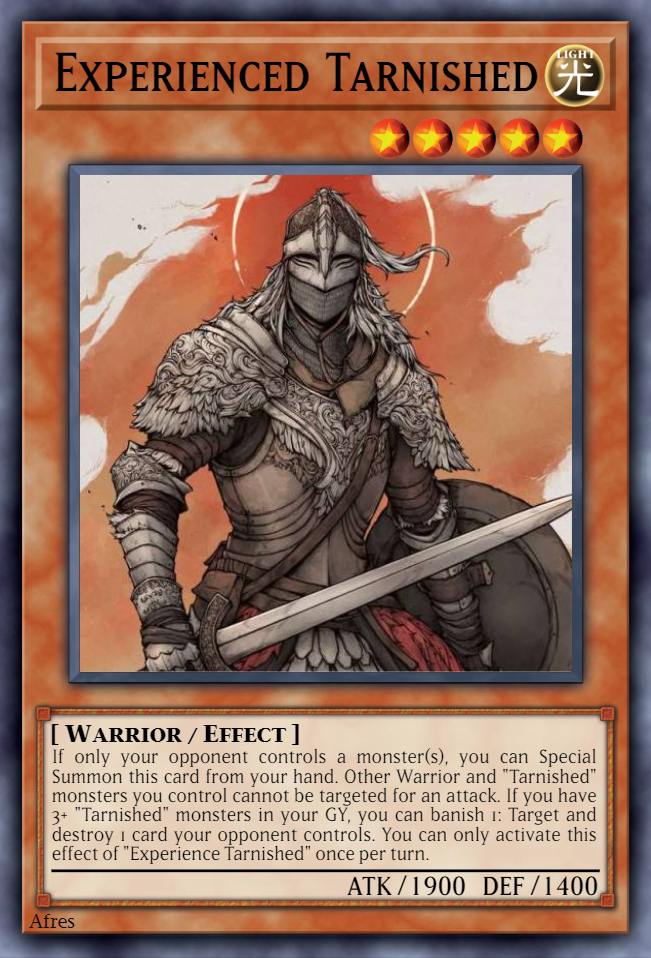 Experienced Tarnished
LIGHT
光
[ Warrior / Effect ]
If only your opponent controls a monster(s), you can Special
Summon this card from your hand. Other Warrior and "Tarnished"
monsters you control cannot be targeted for an attack. If you have
3+ "Tarnished" monsters in your GY, you can banish 1: Target and
destroy 1 card your opponent controls. You can only activate this
effect of "Experience Tarnished" once per turn.
ATK / 1900 DEF / 1400
Afres